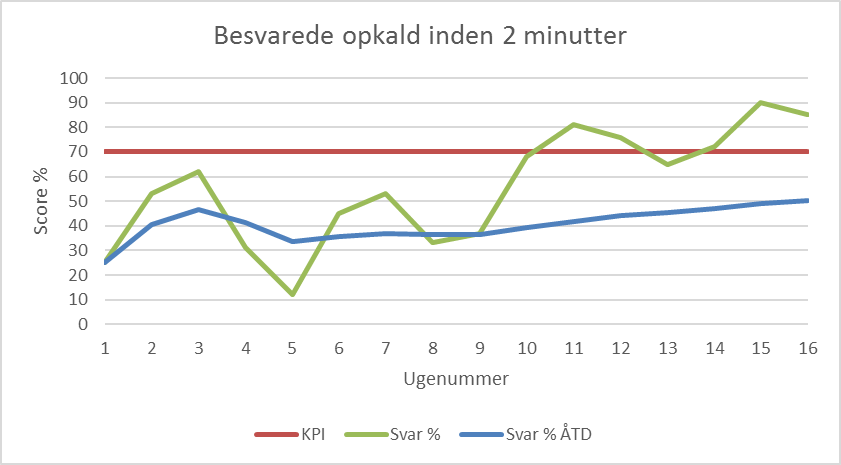 Besvarede opkald inden 2 minutter
100
90
80
70
60
50
40
30
20
10
0
Score %
1 2 3 4 5 6 7 8 9 10 11 12 13 14 15 16
Ugenummer
KPI Svar % Svar % ÅTD